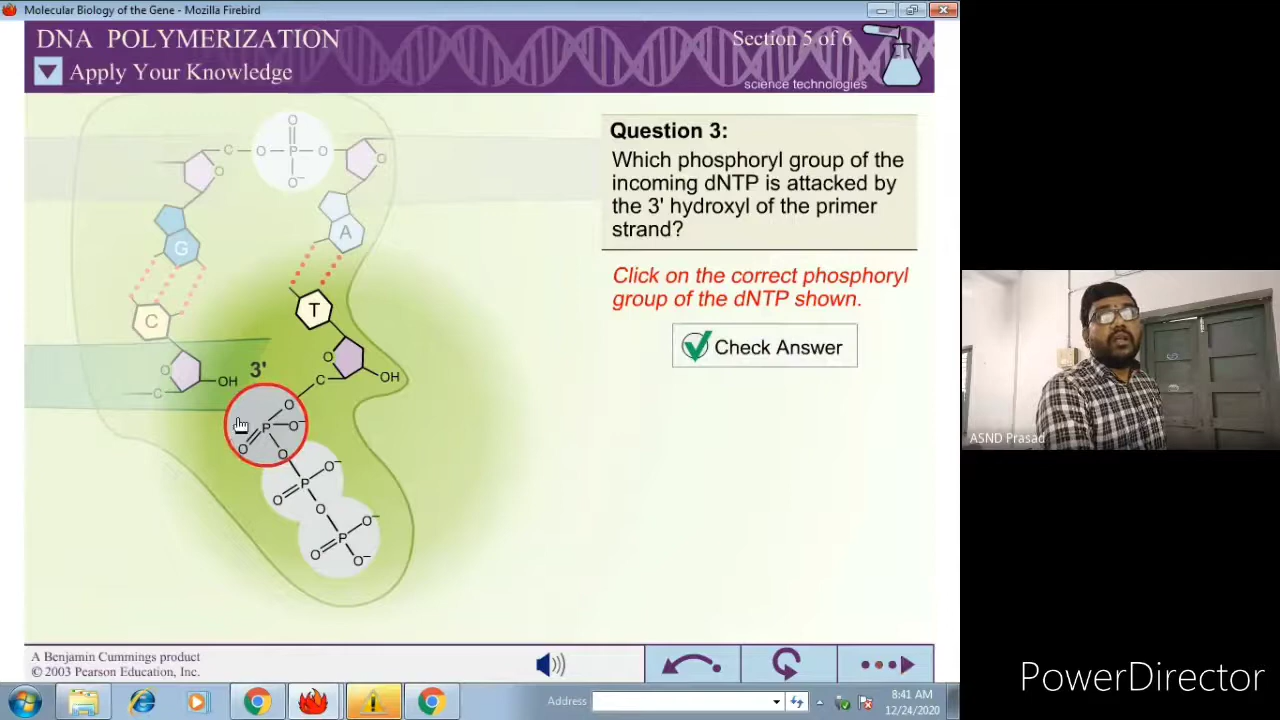 Molecular Biology of the Gene - Mozilla Firebird
DNA POLYMERIZATION
Section 5 of 6
Apply Your Knowledge
science technologies
Question 3:
Which phosphoryl group of the
incoming dNTP is attacked by
the 3' hydroxyl of the primer
strand?
Click on the correct phosphoryl
group of the dNTP shown.
Check Answer
O
C O P O O
O⁻
O
G A
T
C
O
O 3'
OH C OH
C
O
P O⁻
O O
O⁻
P
O
O
O⁻
P
O
O⁻
ASND Prasad
A Benjamin Cummings product
© 2003 Pearson Education, Inc.
PowerDirector
Address
8:41 AM
12/24/2020